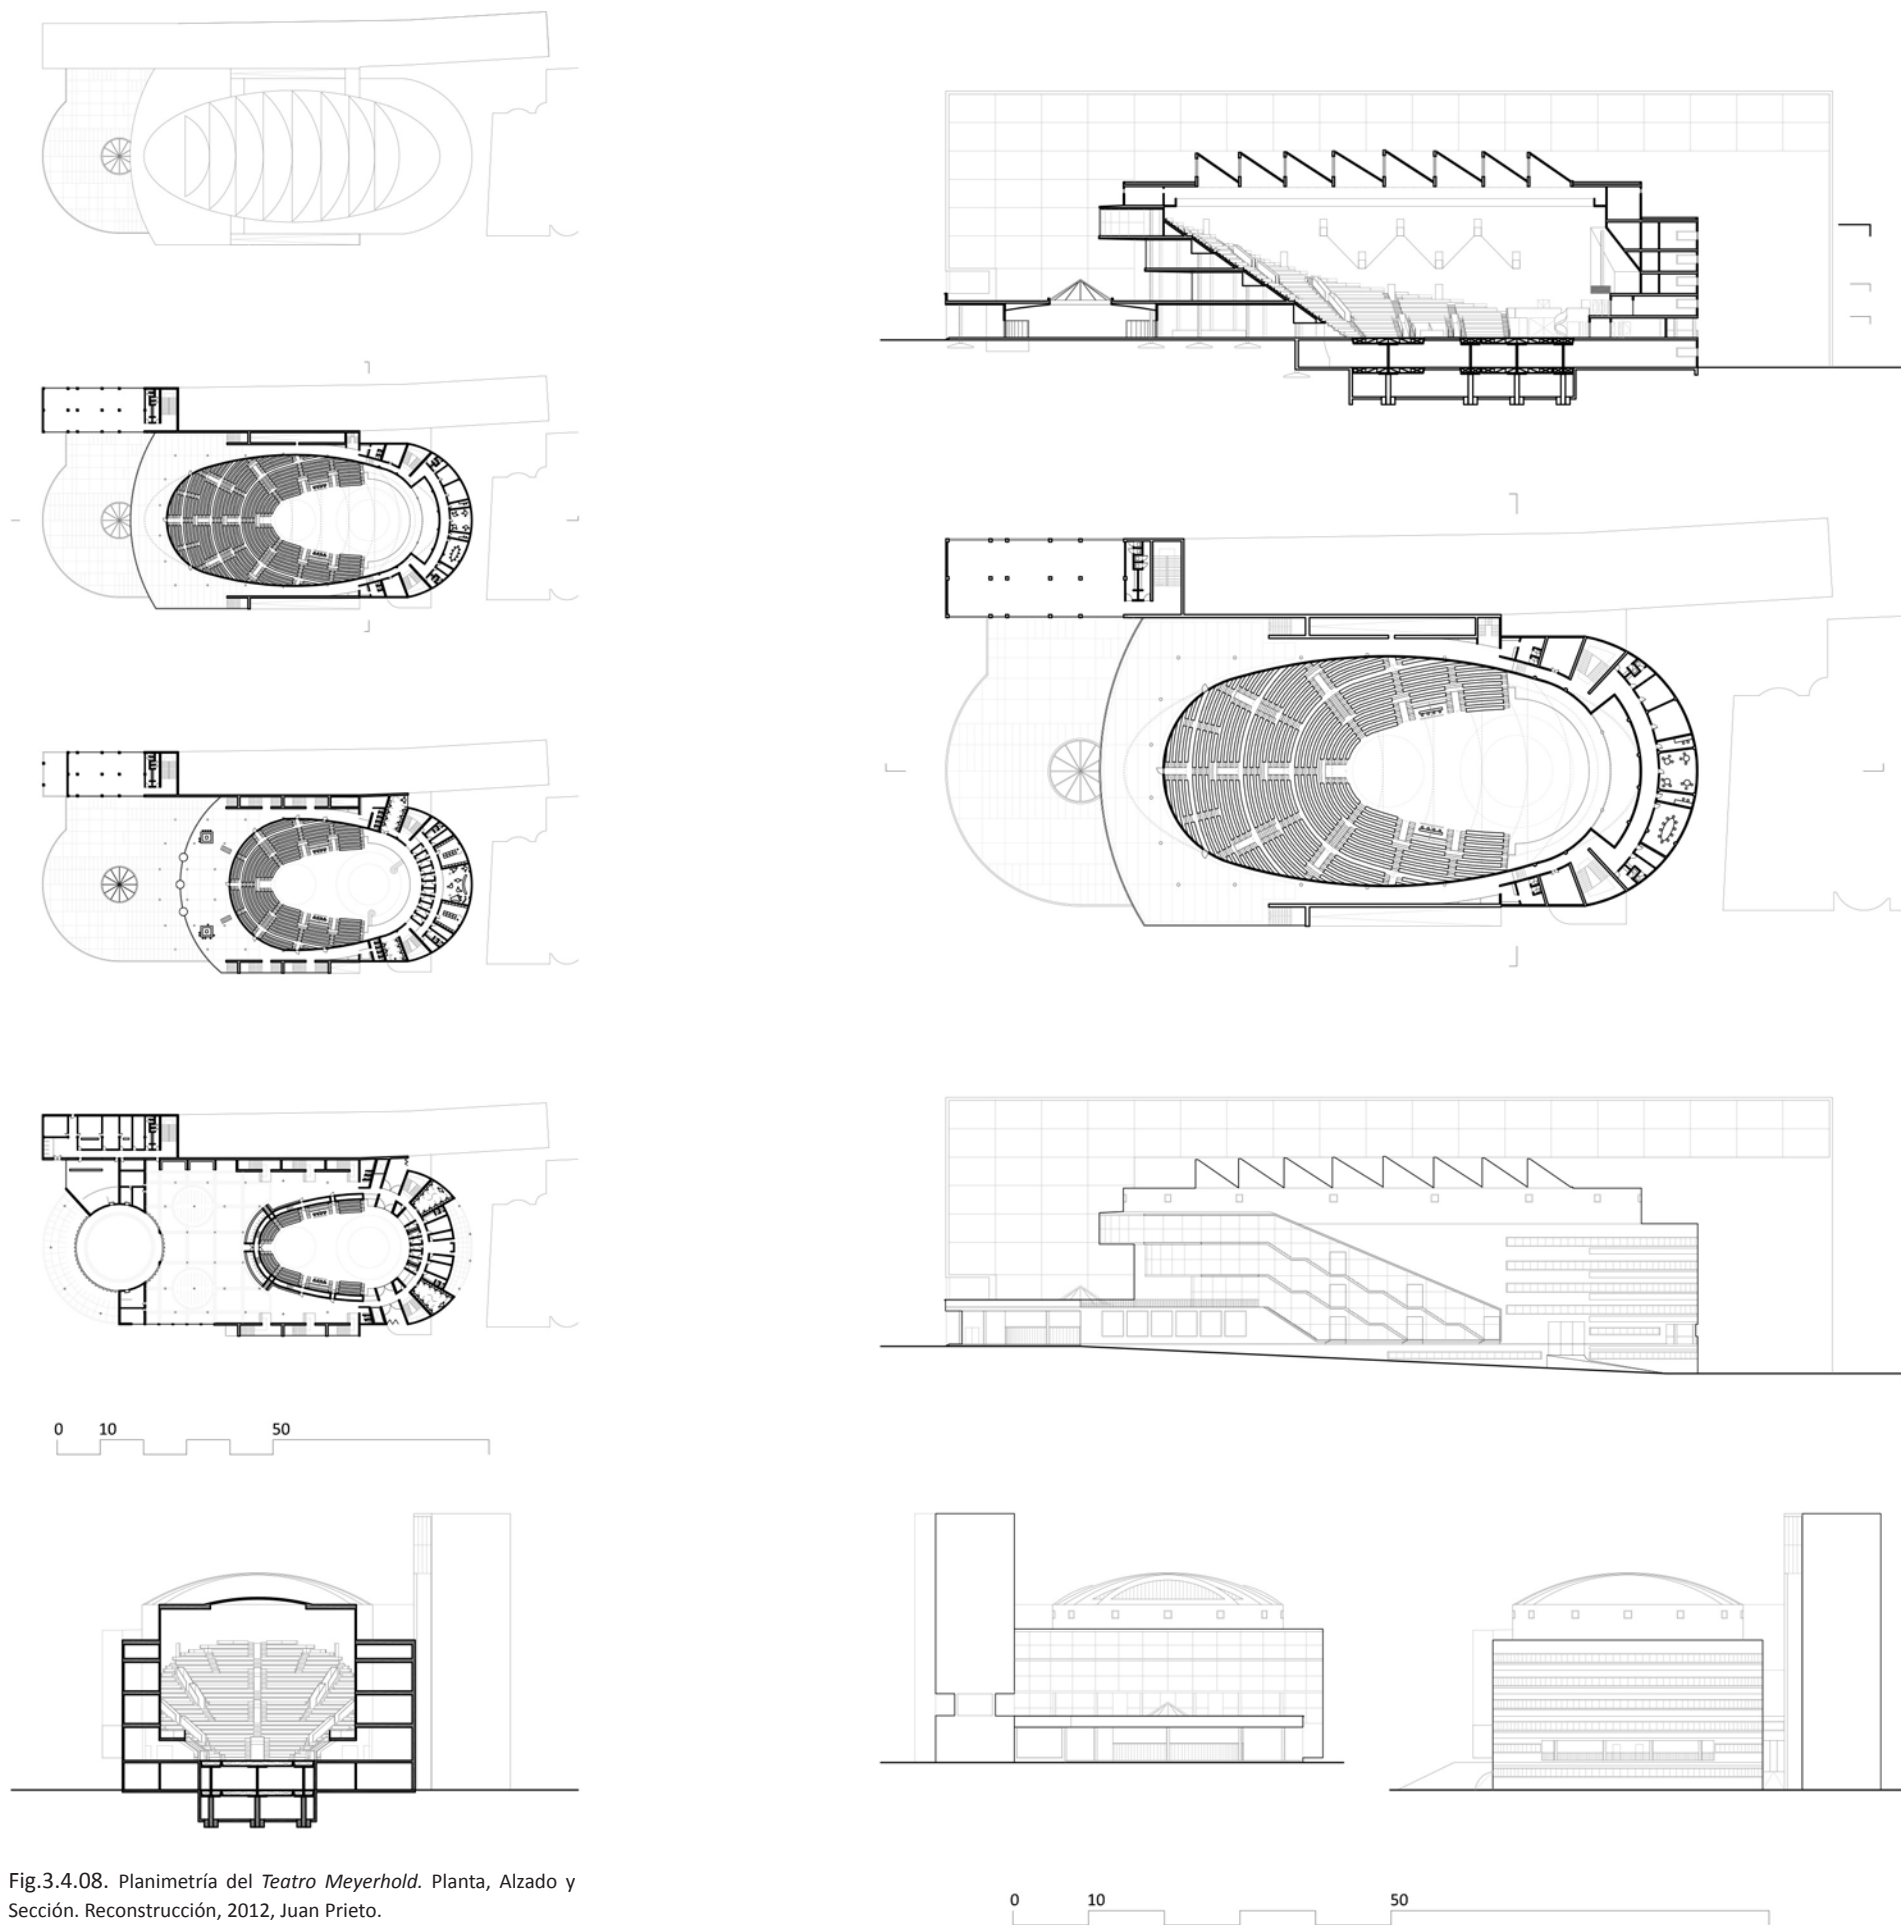 0 10 50
Fig.3.4.08. Planimetría del Teatro Meyerhold. Planta, Alzado y
Sección. Reconstrucción, 2012, Juan Prieto.
0 10 50